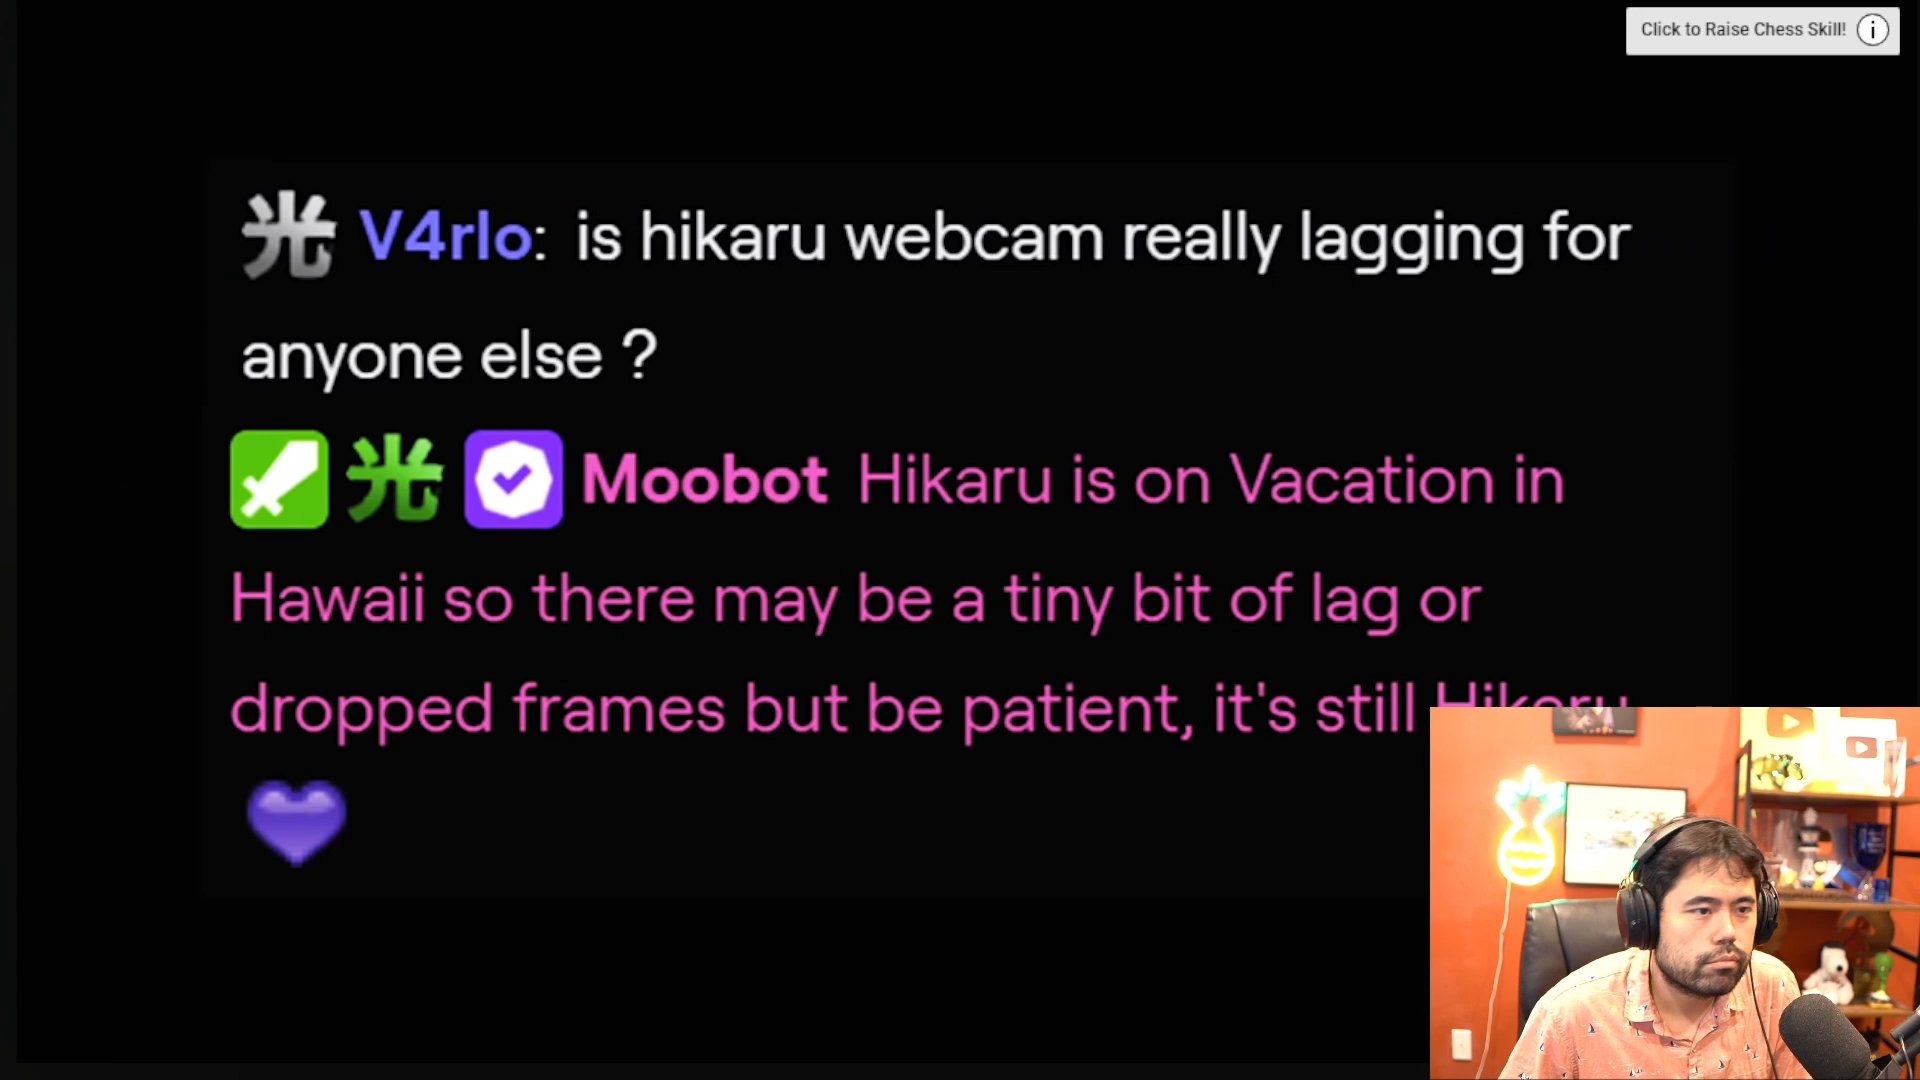 Click to Raise Chess Skill!
光 V4rlo: is hikaru webcam really lagging for
anyone else ?
光 Moobot Hikaru is on Vacation in
Hawaii so there may be a tiny bit of lag or
dropped frames but be patient, it's still Hikaru